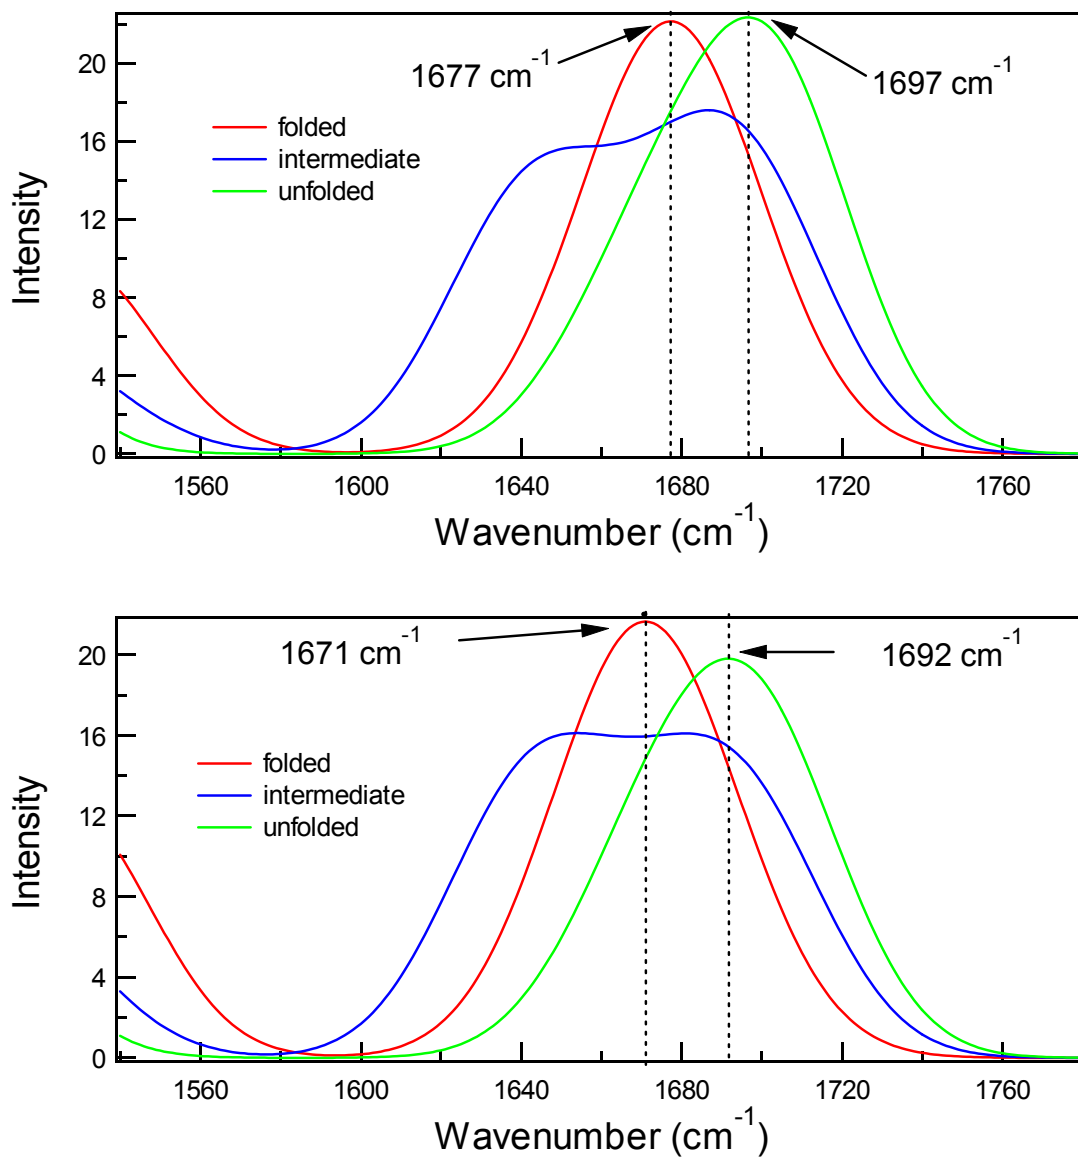 1677 cm⁻¹
1697 cm⁻¹
folded
intermediate
unfolded
Intensity
20
16
12
8
4
0
1560 1600 1640 1680 1720 1760
Wavenumber (cm⁻¹)
1671 cm⁻¹
1692 cm⁻¹
folded
intermediate
unfolded
Intensity
20
16
12
8
4
0
1560 1600 1640 1680 1720 1760
Wavenumber (cm⁻¹)